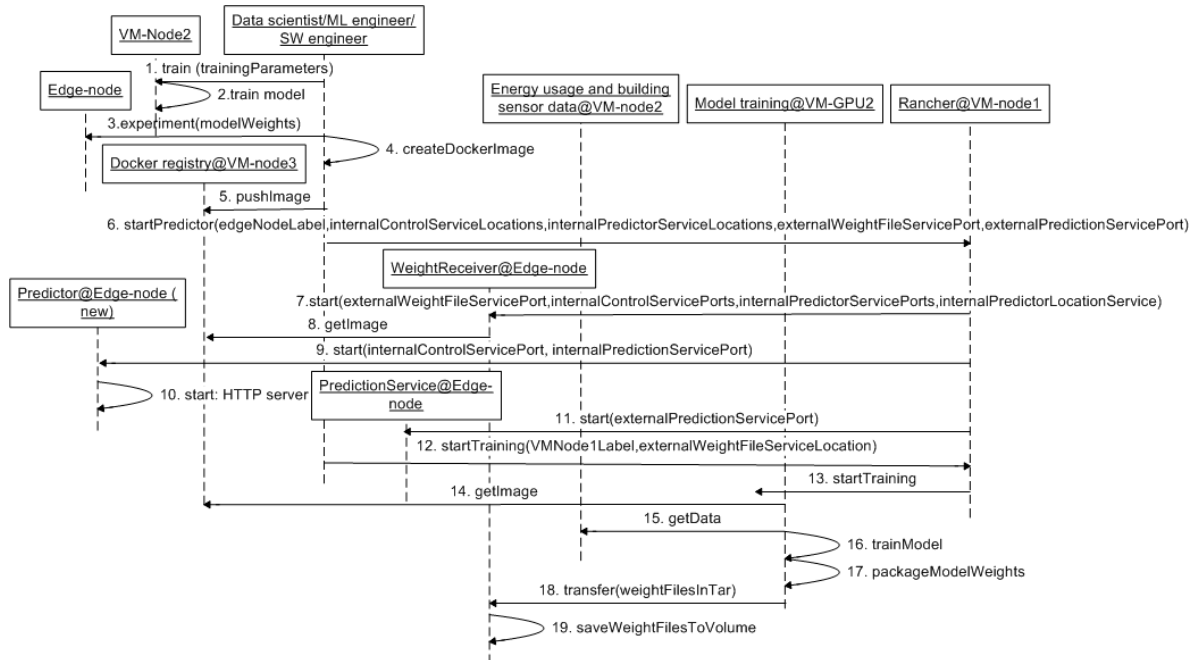 VM-Node2
Data scientist/ML engineer/
SW engineer
1. train (trainingParameters)
Edge-node
2.train model
Energy usage and building
sensor data@VM-node2
Model training@VM-GPU2
Rancher@VM-node1
3.experiment(modelWeights)
4. createDockerImage
Docker registry@VM-node3
5. pushImage
6. startPredictor(edgeNodeLabel,internalControlServiceLocations,internalPredictorServiceLocations,externalWeightFileServicePort,externalPredictionServicePort)
WeightReceiver@Edge-node
Predictor@Edge-node (
new)
7.start(externalWeightFileServicePort,internalControlServicePorts,internalPredictorServicePorts,internalPredictorLocationService)
8. getImage
9. start(internalControlServicePort, internalPredictionServicePort)
10. start: HTTP server
PredictionService@Edge-
node
11. start(externalPredictionServicePort)
12. startTraining(VMNode1Label,externalWeightFileServiceLocation)
13. startTraining
14. getImage
15. getData
16. trainModel
17. packageModelWeights
18. transfer(weightFilesInTar)
19. saveWeightFilesToVolume